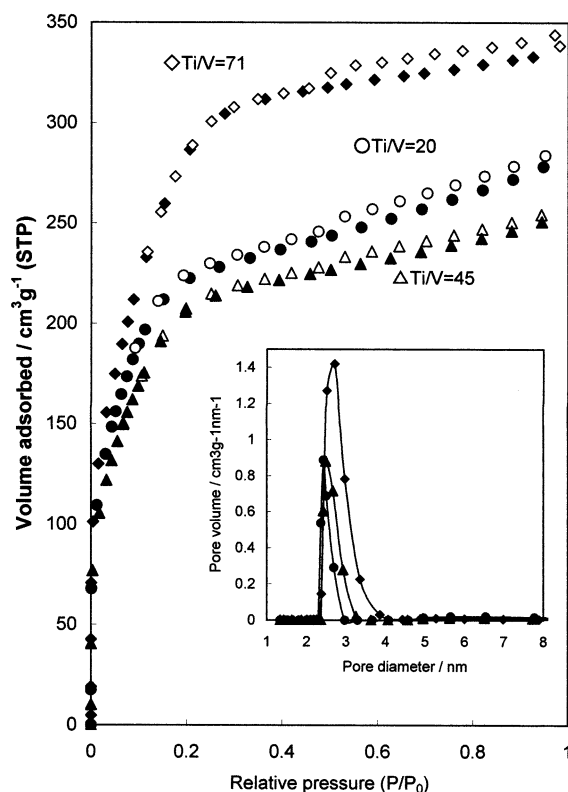 350
300
250
200
150
100
50
0
Volume adsorbed / cm³g⁻¹ (STP)
◇Ti/V=71
○Ti/V=20
△Ti/V=45
1.4
1.2
1
0.8
0.6
0.4
0.2
0
Pore volume / cm3g-1nm-1
1 2 3 4 5 6 7 8
Pore diameter / nm
0 0.2 0.4 0.6 0.8 1
Relative pressure (P/P₀)